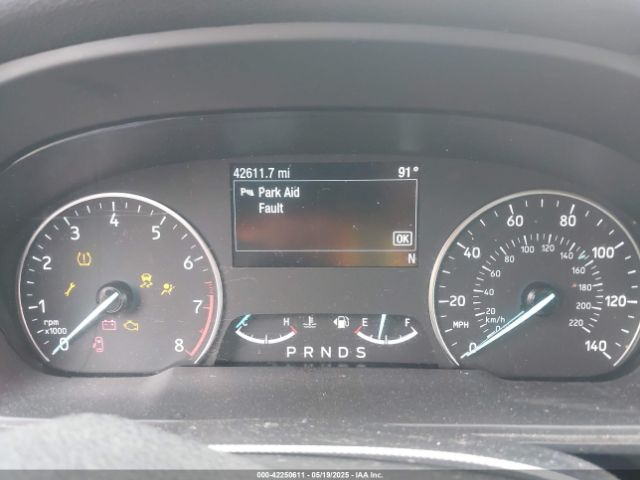 42611.7 mi 91°
Park Aid
Fault
OK
N
0 1 2 3 4 5 6 7 8
rpm
x1000
C H E F
P R N D S
0 20 40 60 80 100 120 140
MPH
0 20 40 60 80 100 120 140 160 180 200 220
km/h
000-42250611 - 05/19/2025 - IAA Inc.